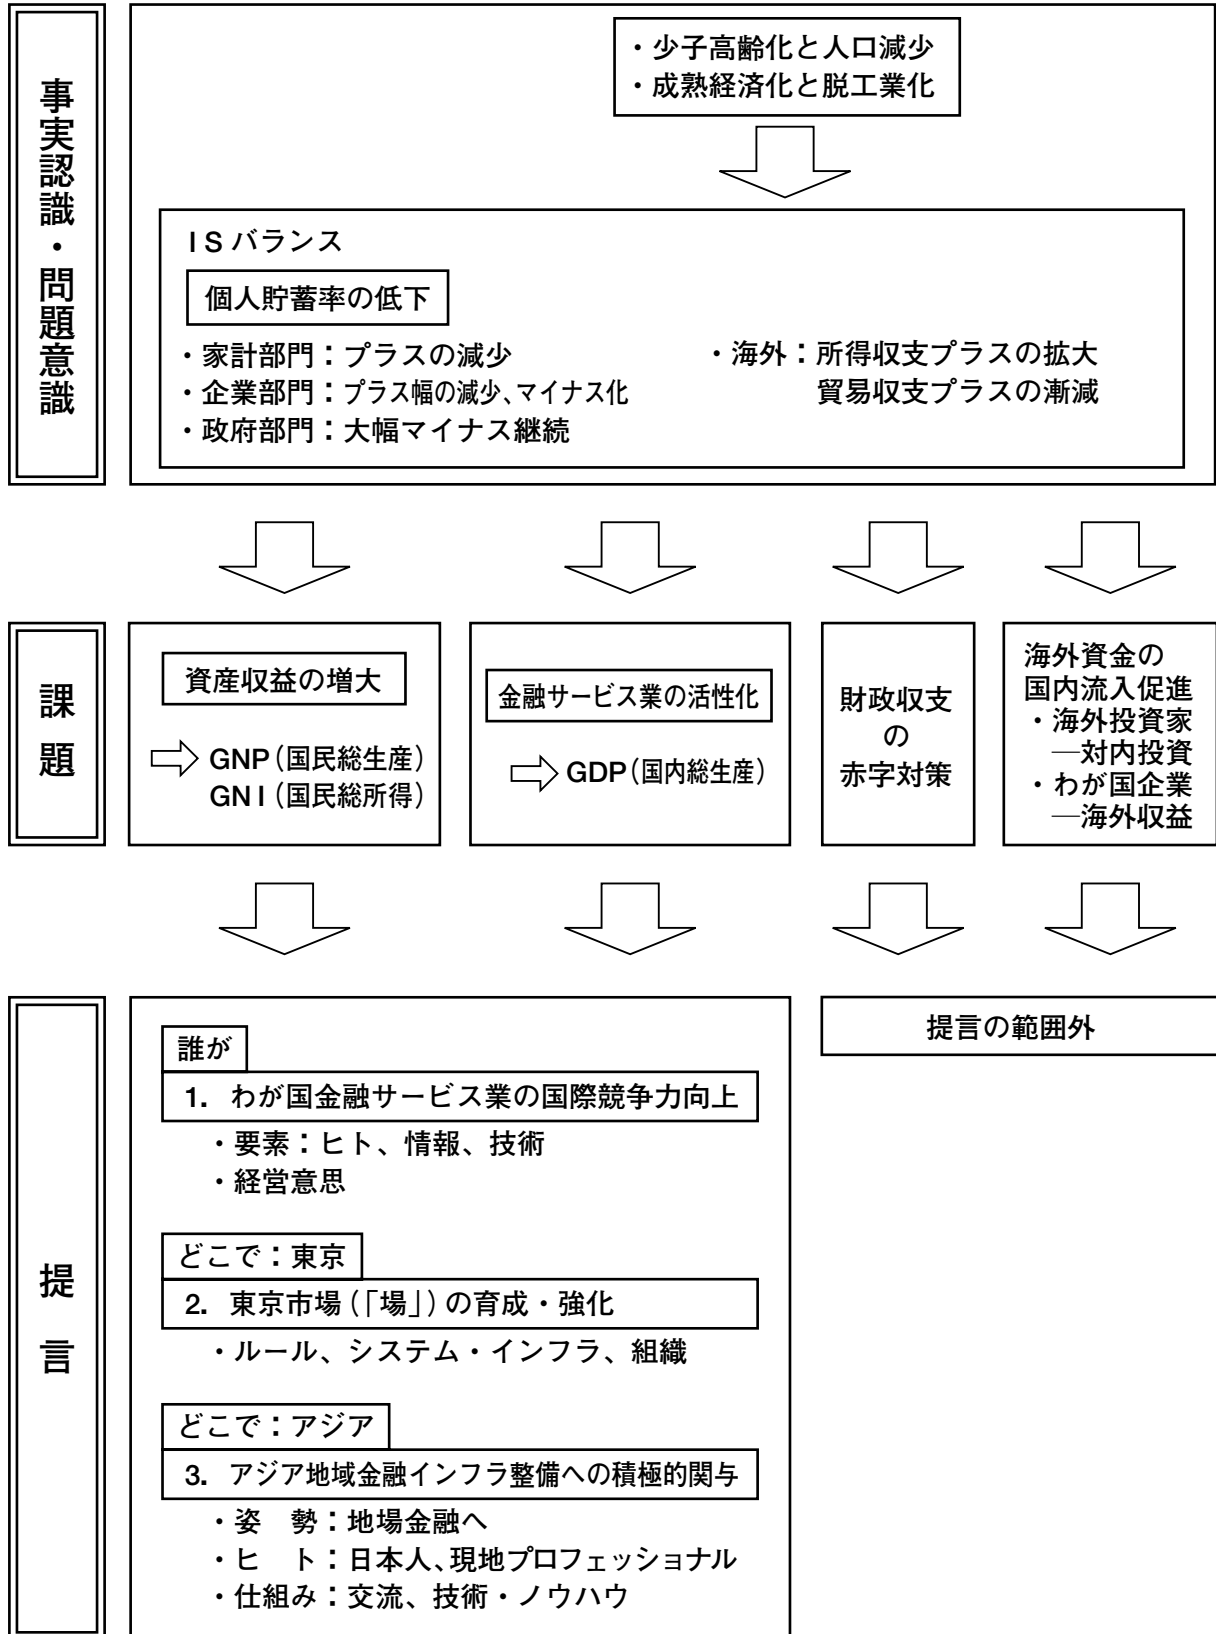 事実認識・問題意識
・少子高齢化と人口減少
・成熟経済化と脱工業化
ISバランス
個人貯蓄率の低下
・家計部門：プラスの減少
・企業部門：プラス幅の減少、マイナス化
・政府部門：大幅マイナス継続
・海外：所得収支プラスの拡大
貿易収支プラスの漸減
課題
資産収益の増大
GNP（国民総生産）
GNI（国民総所得）
金融サービス業の活性化
GDP（国内総生産）
財政収支
の
赤字対策
海外資金の
国内流入促進
・海外投資家
―対内投資
・わが国企業
―海外収益
提言
誰が
1. わが国金融サービス業の国際競争力向上
・要素：ヒト、情報、技術
・経営意思
どこで：東京
2. 東京市場（「場」）の育成・強化
・ルール、システム・インフラ、組織
どこで：アジア
3. アジア地域金融インフラ整備への積極的関与
・姿　勢：地場金融へ
・ヒ　ト：日本人、現地プロフェッショナル
・仕組み：交流、技術・ノウハウ
提言の範囲外